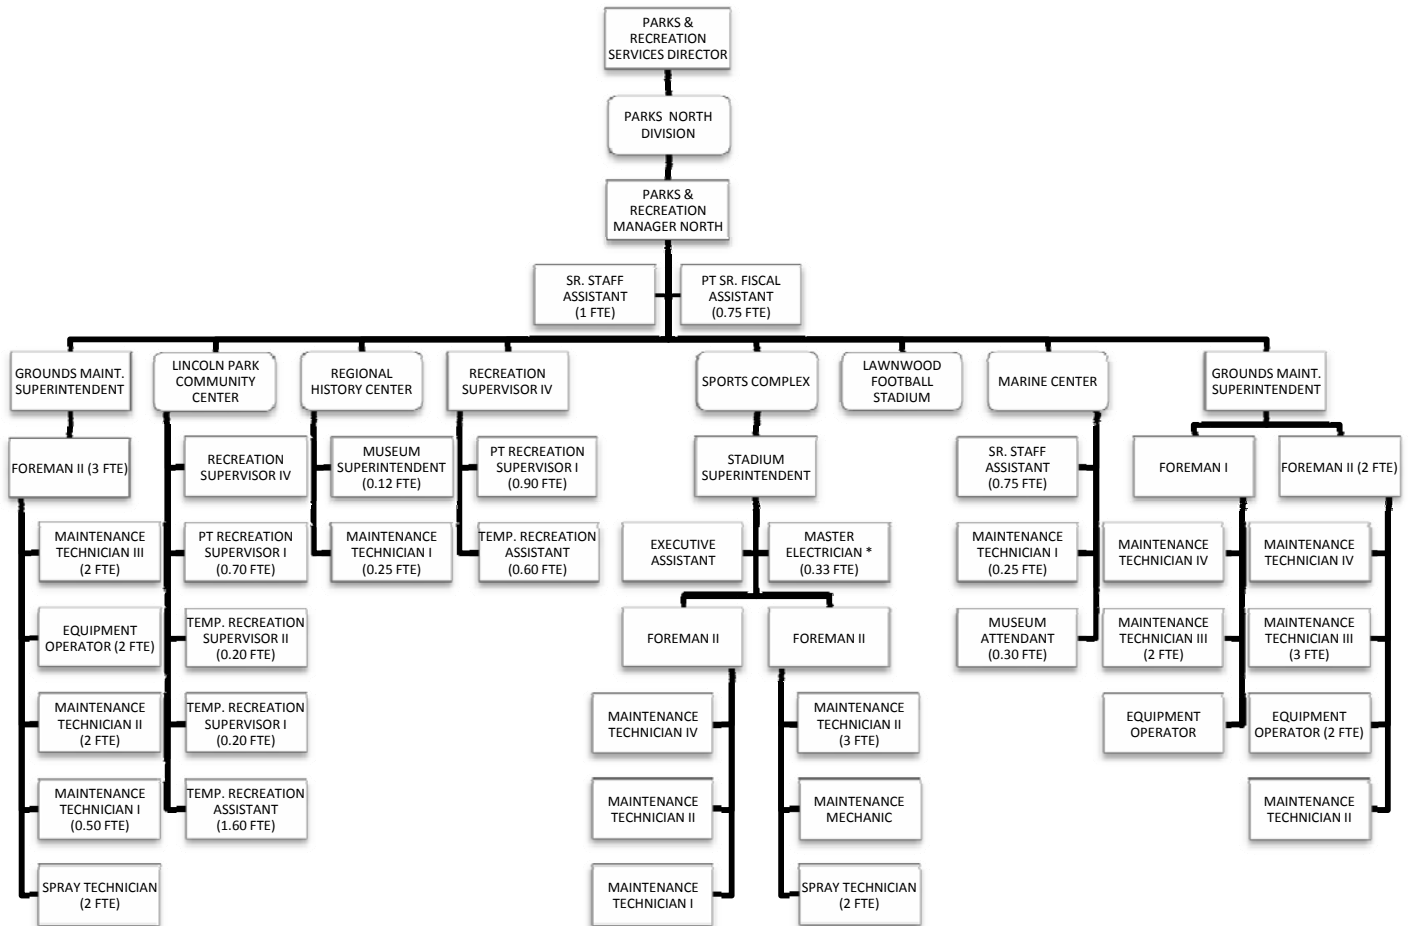 PARKS &
RECREATION
SERVICES DIRECTOR
PARKS NORTH
DIVISION
PARKS &
RECREATION
MANAGER NORTH
SR. STAFF
ASSISTANT
(1 FTE)
PT SR. FISCAL
ASSISTANT
(0.75 FTE)
GROUNDS MAINT.
SUPERINTENDENT
FOREMAN II (3 FTE)
MAINTENANCE
TECHNICIAN III
(2 FTE)
EQUIPMENT
OPERATOR (2 FTE)
MAINTENANCE
TECHNICIAN II
(2 FTE)
MAINTENANCE
TECHNICIAN I
(0.50 FTE)
SPRAY TECHNICIAN
(2 FTE)
LINCOLN PARK
COMMUNITY
CENTER
RECREATION
SUPERVISOR IV
PT RECREATION
SUPERVISOR I
(0.70 FTE)
TEMP. RECREATION
SUPERVISOR II
(0.20 FTE)
TEMP. RECREATION
SUPERVISOR I
(0.20 FTE)
TEMP. RECREATION
ASSISTANT
(1.60 FTE)
REGIONAL
HISTORY CENTER
MUSEUM
SUPERINTENDENT
(0.12 FTE)
MAINTENANCE
TECHNICIAN I
(0.25 FTE)
RECREATION
SUPERVISOR IV
PT RECREATION
SUPERVISOR I
(0.90 FTE)
TEMP. RECREATION
ASSISTANT
(0.60 FTE)
SPORTS COMPLEX
STADIUM
SUPERINTENDENT
EXECUTIVE
ASSISTANT
MASTER
ELECTRICIAN *
(0.33 FTE)
FOREMAN II
MAINTENANCE
TECHNICIAN IV
MAINTENANCE
TECHNICIAN II
MAINTENANCE
TECHNICIAN I
FOREMAN II
MAINTENANCE
TECHNICIAN II
(3 FTE)
MAINTENANCE
MECHANIC
SPRAY TECHNICIAN
(2 FTE)
LAWNWOOD
FOOTBALL
STADIUM
MARINE CENTER
SR. STAFF
ASSISTANT
(0.75 FTE)
MAINTENANCE
TECHNICIAN I
(0.25 FTE)
MUSEUM
ATTENDANT
(0.30 FTE)
GROUNDS MAINT.
SUPERINTENDENT
FOREMAN I
MAINTENANCE
TECHNICIAN IV
MAINTENANCE
TECHNICIAN III
(2 FTE)
EQUIPMENT
OPERATOR
FOREMAN II (2 FTE)
MAINTENANCE
TECHNICIAN IV
MAINTENANCE
TECHNICIAN III
(3 FTE)
EQUIPMENT
OPERATOR (2 FTE)
MAINTENANCE
TECHNICIAN II